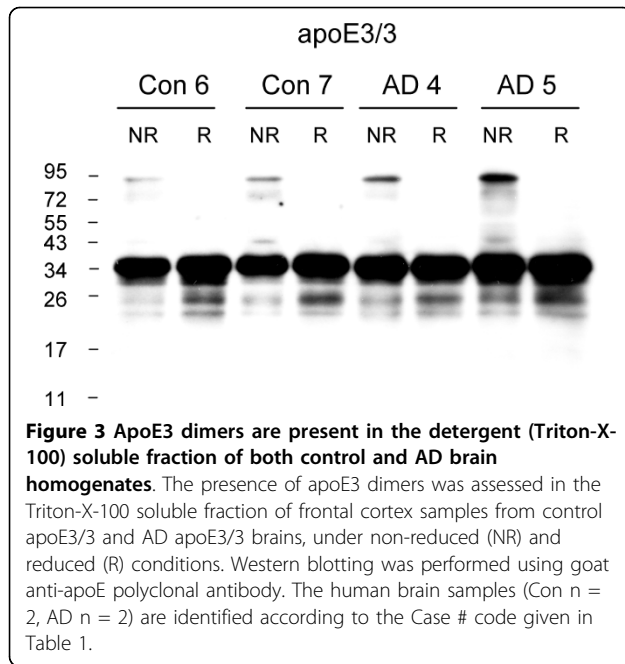 apoE3/3
Con 6 Con 7 AD 4 AD 5
NR R NR R NR R NR R
95
72
55
43
34
26
17
11
Figure 3 ApoE3 dimers are present in the detergent (Triton-X-
100) soluble fraction of both control and AD brain
homogenates. The presence of apoE3 dimers was assessed in the
Triton-X-100 soluble fraction of frontal cortex samples from control
apoE3/3 and AD apoE3/3 brains, under non-reduced (NR) and
reduced (R) conditions. Western blotting was performed using goat
anti-apoE polyclonal antibody. The human brain samples (Con n =
2, AD n = 2) are identified according to the Case # code given in
Table 1.